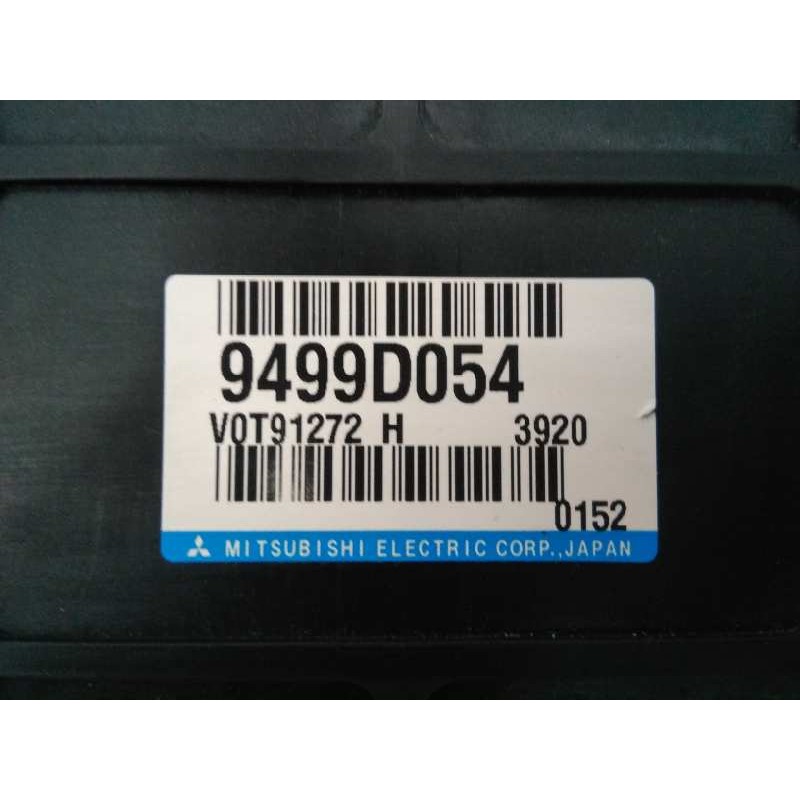 9499D054
V0T91272 H 3920
0152
MITSUBISHI ELECTRIC CORP.,JAPAN